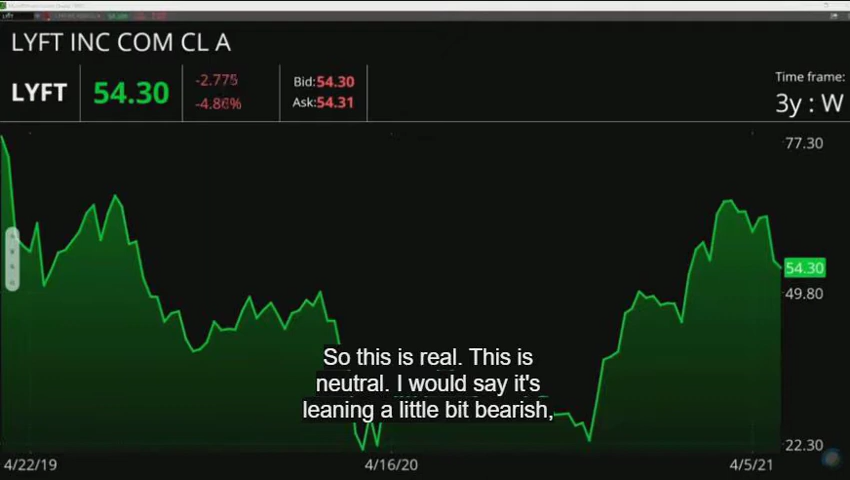 LYFT
LYFT INC COM CL A
LYFT
54.30
-2.775
-4.86%
Bid:54.30
Ask:54.31
Time frame:
3y : W
77.30
54.30
49.80
So this is real. This is
neutral. I would say it's
leaning a little bit bearish,
22.30
4/22/19
4/16/20
4/5/21